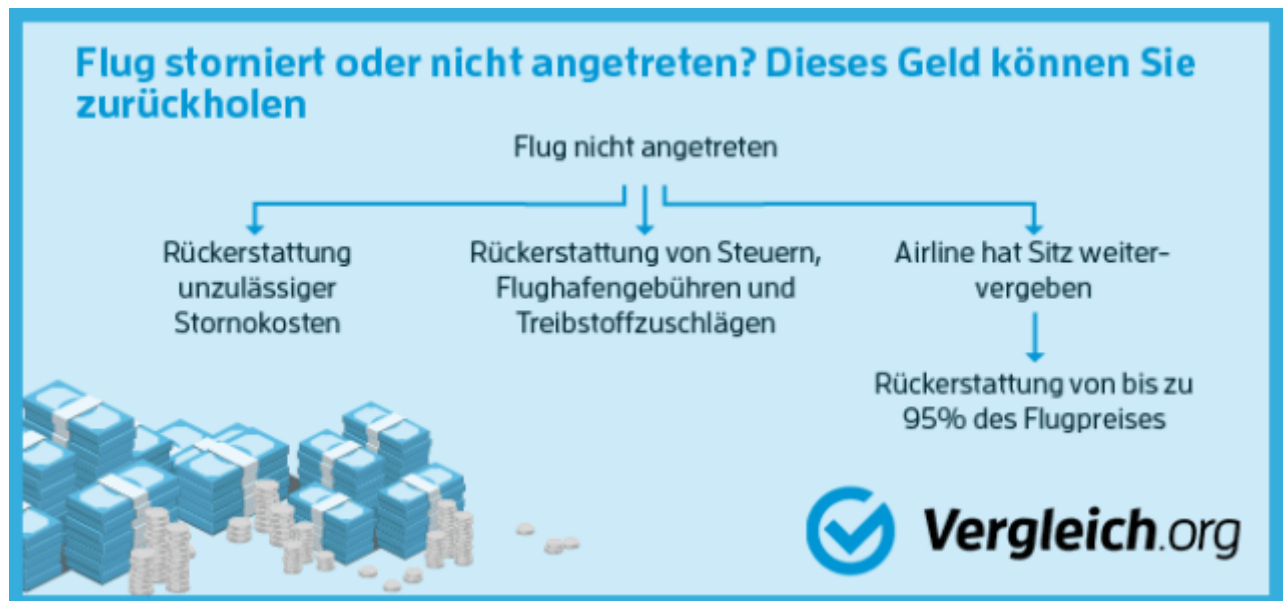 Flug storniert oder nicht angetreten? Dieses Geld können Sie
zurückholen
Flug nicht angetreten
Rückerstattung
unzulässiger
Stornokosten
Rückerstattung von Steuern,
Flughafengebühren und
Treibstoffzuschlägen
Airline hat Sitz weiter-
vergeben
Rückerstattung von bis zu
95% des Flugpreises
Vergleich.org